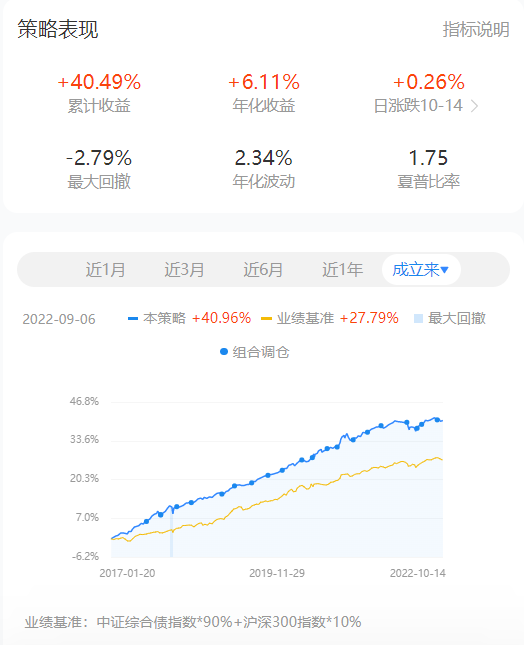 策略表现 指标说明
+40.49% +6.11% +0.26%
累计收益 年化收益 日涨跌10-14
-2.79% 2.34% 1.75
最大回撤 年化波动 夏普比率
近1月 近3月 近6月 近1年 成立来▼
2022-09-06 本策略 +40.96% 业绩基准 +27.79% 最大回撤
组合调仓
46.8%
33.6%
20.3%
7.0%
-6.2%
2017-01-20 2019-11-29 2022-10-14
业绩基准：中证综合债指数*90%+沪深300指数*10%